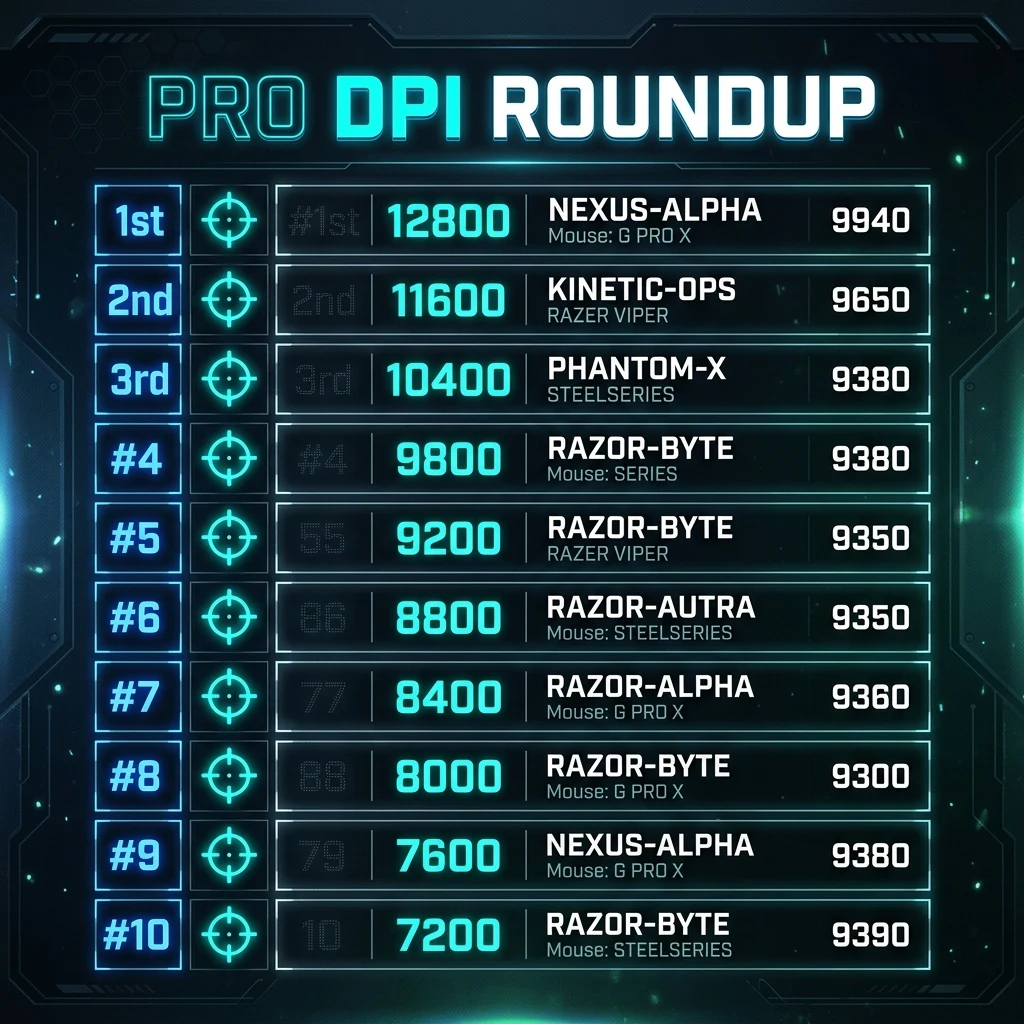 PRO DPI ROUNDUP
1st #1st 12800 NEXUS-ALPHA 9940
Mouse: G PRO X
2nd 2nd 11600 KINETIC-OPS 9650
RAZER VIPER
3rd 3rd 10400 PHANTOM-X 9380
STEELSERIES
#4 #4 9800 RAZOR-BYTE 9380
Mouse: SERIES
#5 55 9200 RAZOR-BYTE 9350
RAZER VIPER
#6 8800 RAZOR-AUTRA 9350
Mouse: STEELSERIES
#7 77 8400 RAZOR-ALPHA 9360
Mouse: G PRO X
#8 8000 RAZOR-BYTE 9300
Mouse: G PRO X
#9 79 7600 NEXUS-ALPHA 9380
Mouse: G PRO X
#10 10 7200 RAZOR-BYTE 9390
Mouse: STEELSERIES